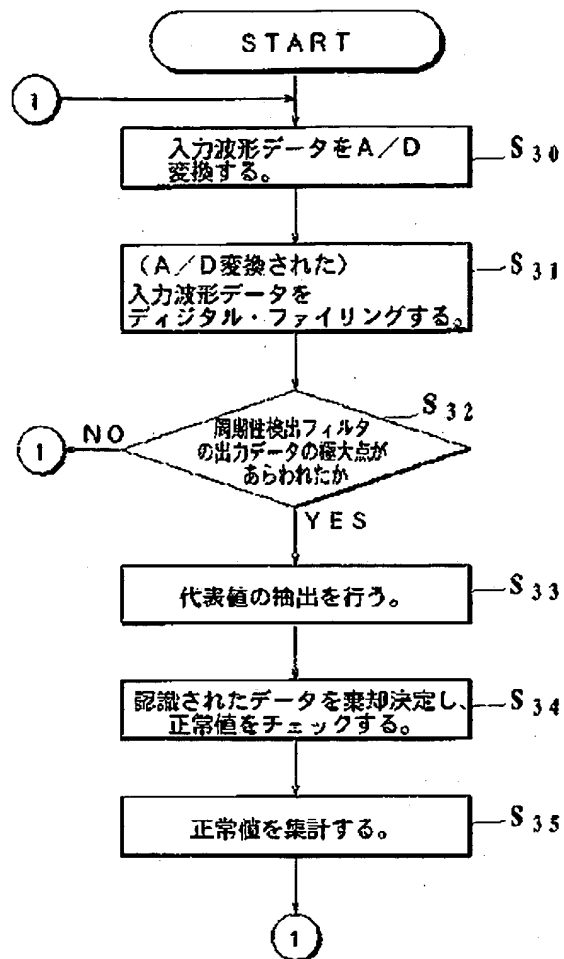 START
1
入力波形データをA/D
変換する。
S30
(A/D変換された)
入力波形データを
ディジタル・ファイリングする。
S31
周期性検出フィルタ
の出力データの極大点が
あらわれたか
S32
NO
1
YES
代表値の抽出を行う。
S33
認識されたデータを棄却決定し、
正常値をチェックする。
S34
正常値を集計する。
S35
1